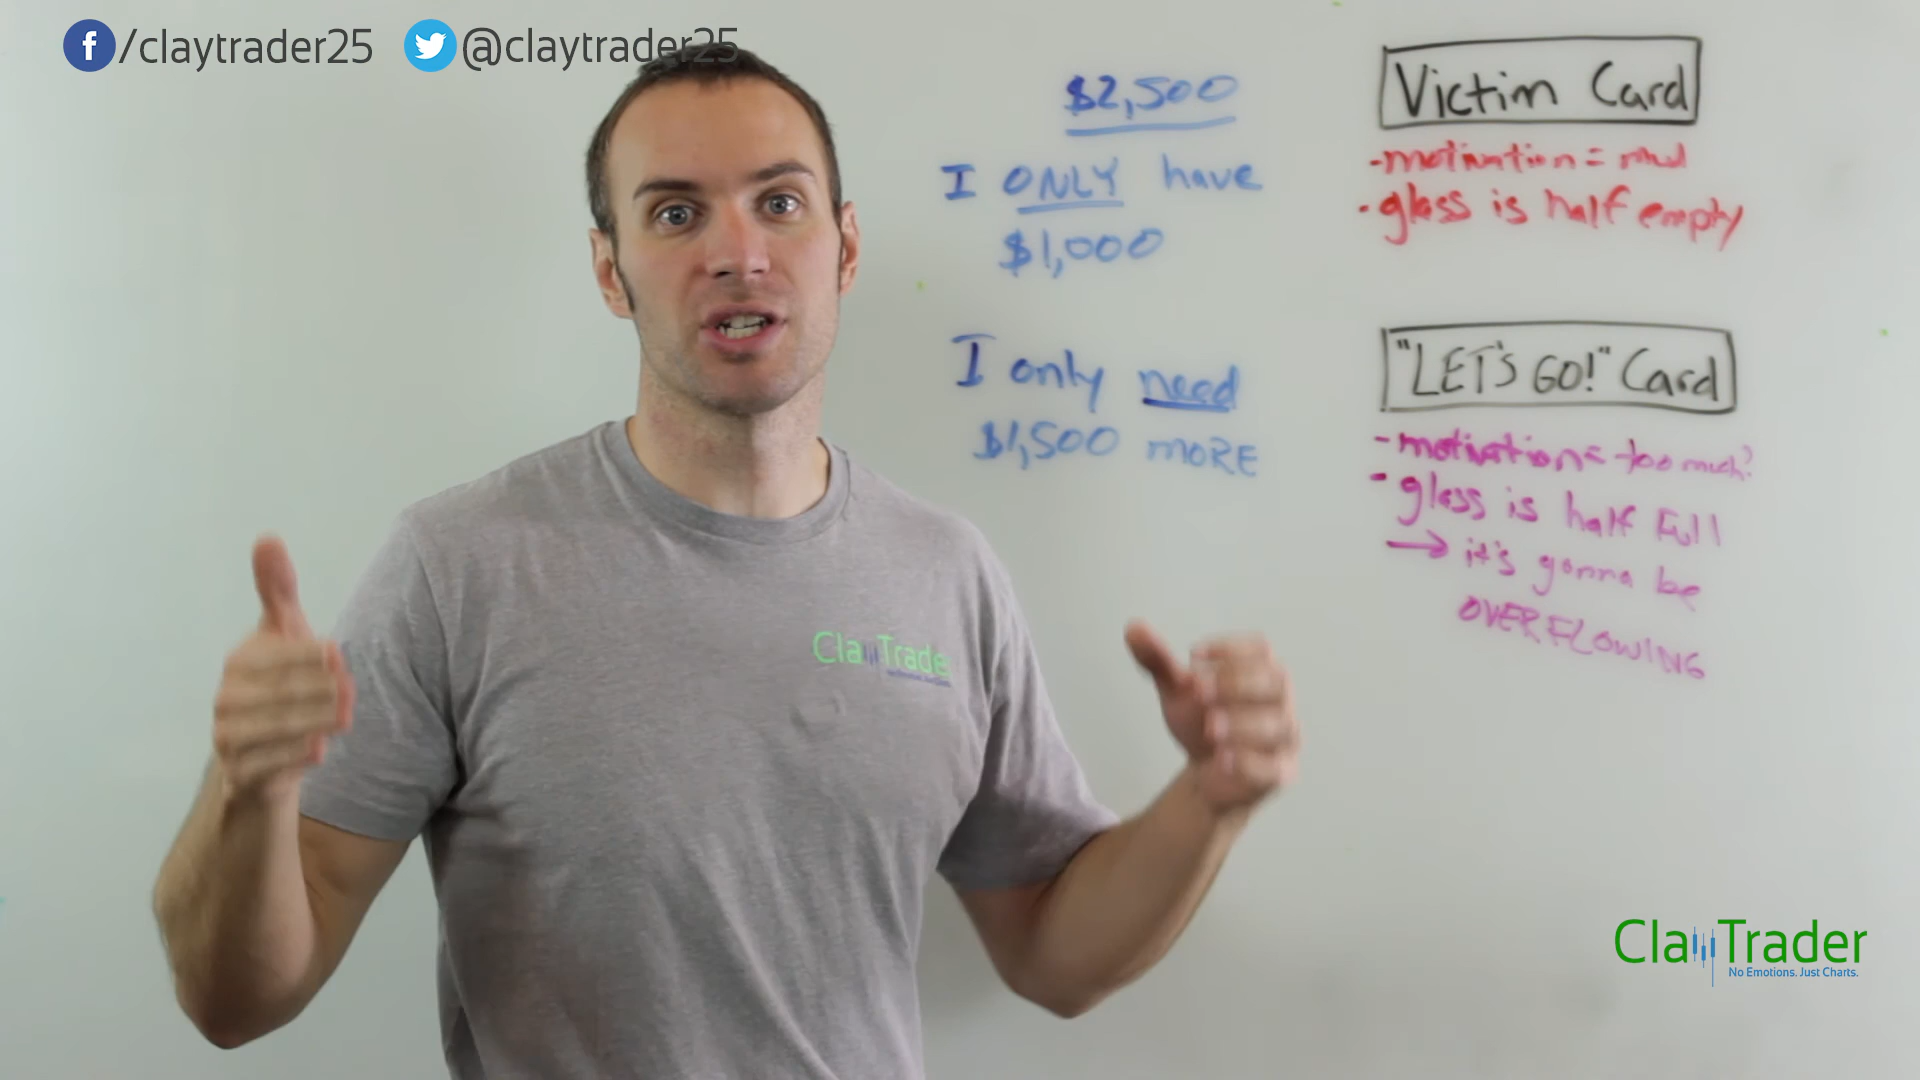 /claytrader25 @claytrader25
$2,500
I ONLY have
$1,000
I only need
$1,500 MORE
Victim Card
-motivation=
-glass is half empty
"LET'S GO!" Card
-motivation= too much?
-glass is half full
→ it's gonna be
OVERFLOWING
ClayTrader
ClayTrader
No Emotions. Just Charts.